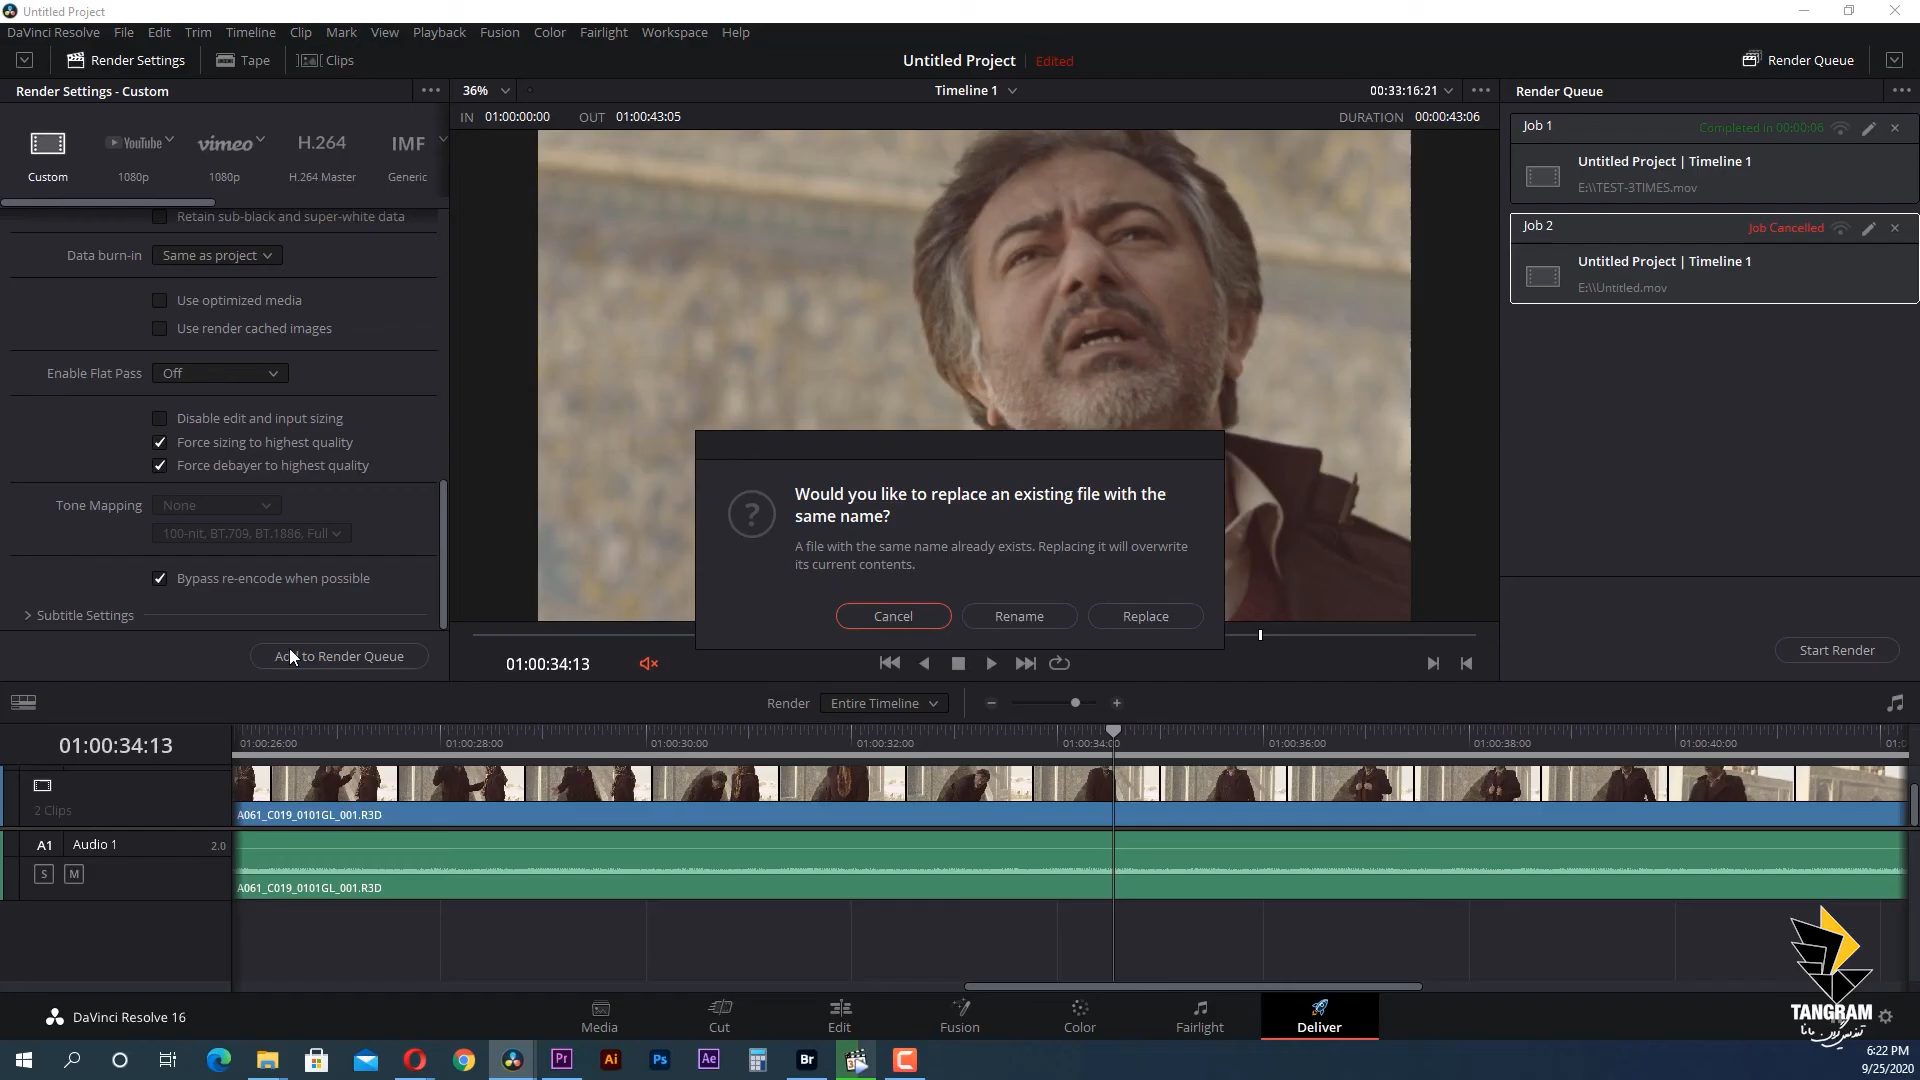 Untitled Project
DaVinci Resolve File Edit Trim Timeline Clip Mark View Playback Fusion Color Fairlight Workspace Help
Render Settings Tape Clips
Untitled Project Edited
Render Queue
Render Settings - Custom
36%
Timeline 1
00:33:16:21
Render Queue
IN 01:00:00:00 OUT 01:00:43:05
DURATION 00:00:43:06
YouTube vimeo H.264 IMF
Custom 1080p 1080p H.264 Master Generic
Retain sub-black and super-white data
Data burn-in Same as project
Use optimized media
Use render cached images
Enable Flat Pass Off
Disable edit and input sizing
Force sizing to highest quality
Force debayer to highest quality
Tone Mapping None
100-nit, BT.709, BT.1886, Full
Bypass re-encode when possible
Subtitle Settings
Add to Render Queue
Would you like to replace an existing file with the
same name?
A file with the same name already exists. Replacing it will overwrite
its current contents.
Cancel Rename Replace
01:00:34:13
Job 1 Completed in 00:00:06
Untitled Project | Timeline 1
E:\\TEST-3TIMES.mov
Job 2 Job Cancelled
Untitled Project | Timeline 1
E:\\Untitled.mov
Start Render
Render Entire Timeline
01:00:34:13
01:00:26:00 01:00:28:00 01:00:30:00 01:00:32:00 01:00:34:00 01:00:36:00 01:00:38:00 01:00:40:00
2 Clips
A061_C019_0101GL_001.R3D
A1 Audio 1 2.0
S M
A061_C019_0101GL_001.R3D
DaVinci Resolve 16
Media Cut Edit Fusion Color Fairlight Deliver
TANGRAM
Pr Ai Ps Ae Br
6:22 PM
9/25/2020